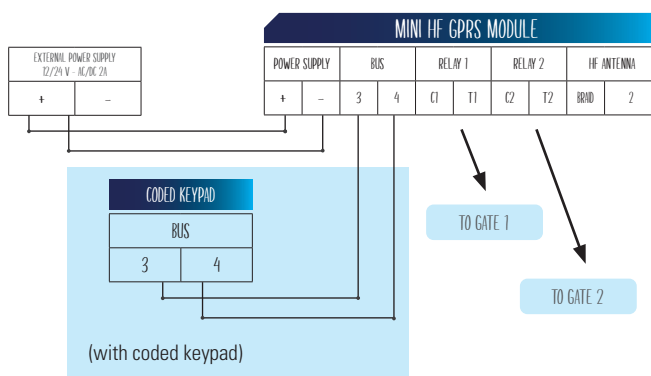 MINI HF GPRS MODULE
EXTERNAL POWER SUPPLY
12/24 V - AC/DC 2A
+ –
POWER SUPPLY BUS RELAY 1 RELAY 2 HF ANTENNA
+ – 3 4 C1 T1 C2 T2 BRAID 2
CODED KEYPAD
BUS
3 4
TO GATE 1
TO GATE 2
(with coded keypad)